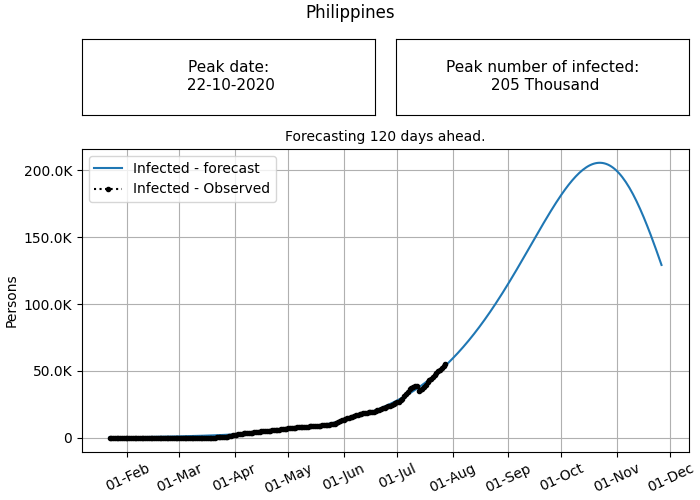 Philippines
Peak date:
22-10-2020
Peak number of infected:
205 Thousand
Forecasting 120 days ahead.
Infected - forecast
Infected - Observed
200.0K
150.0K
100.0K
50.0K
0
Persons
01-Feb
01-Mar
01-Apr
01-May
01-Jun
01-Jul
01-Aug
01-Sep
01-Oct
01-Nov
01-Dec